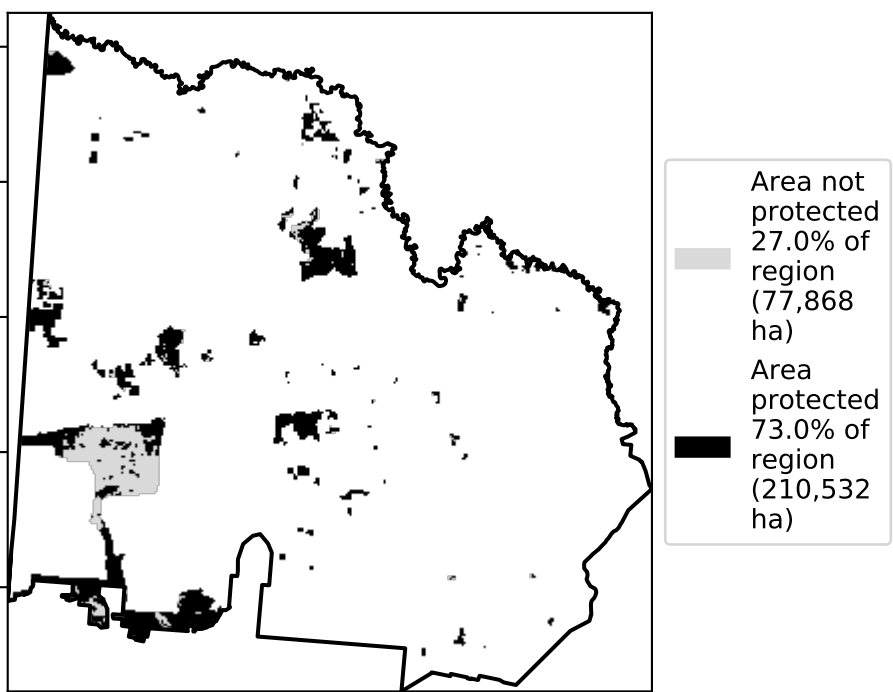 Area not
protected
27.0% of
region
(77,868
ha)
Area
protected
73.0% of
region
(210,532
ha)